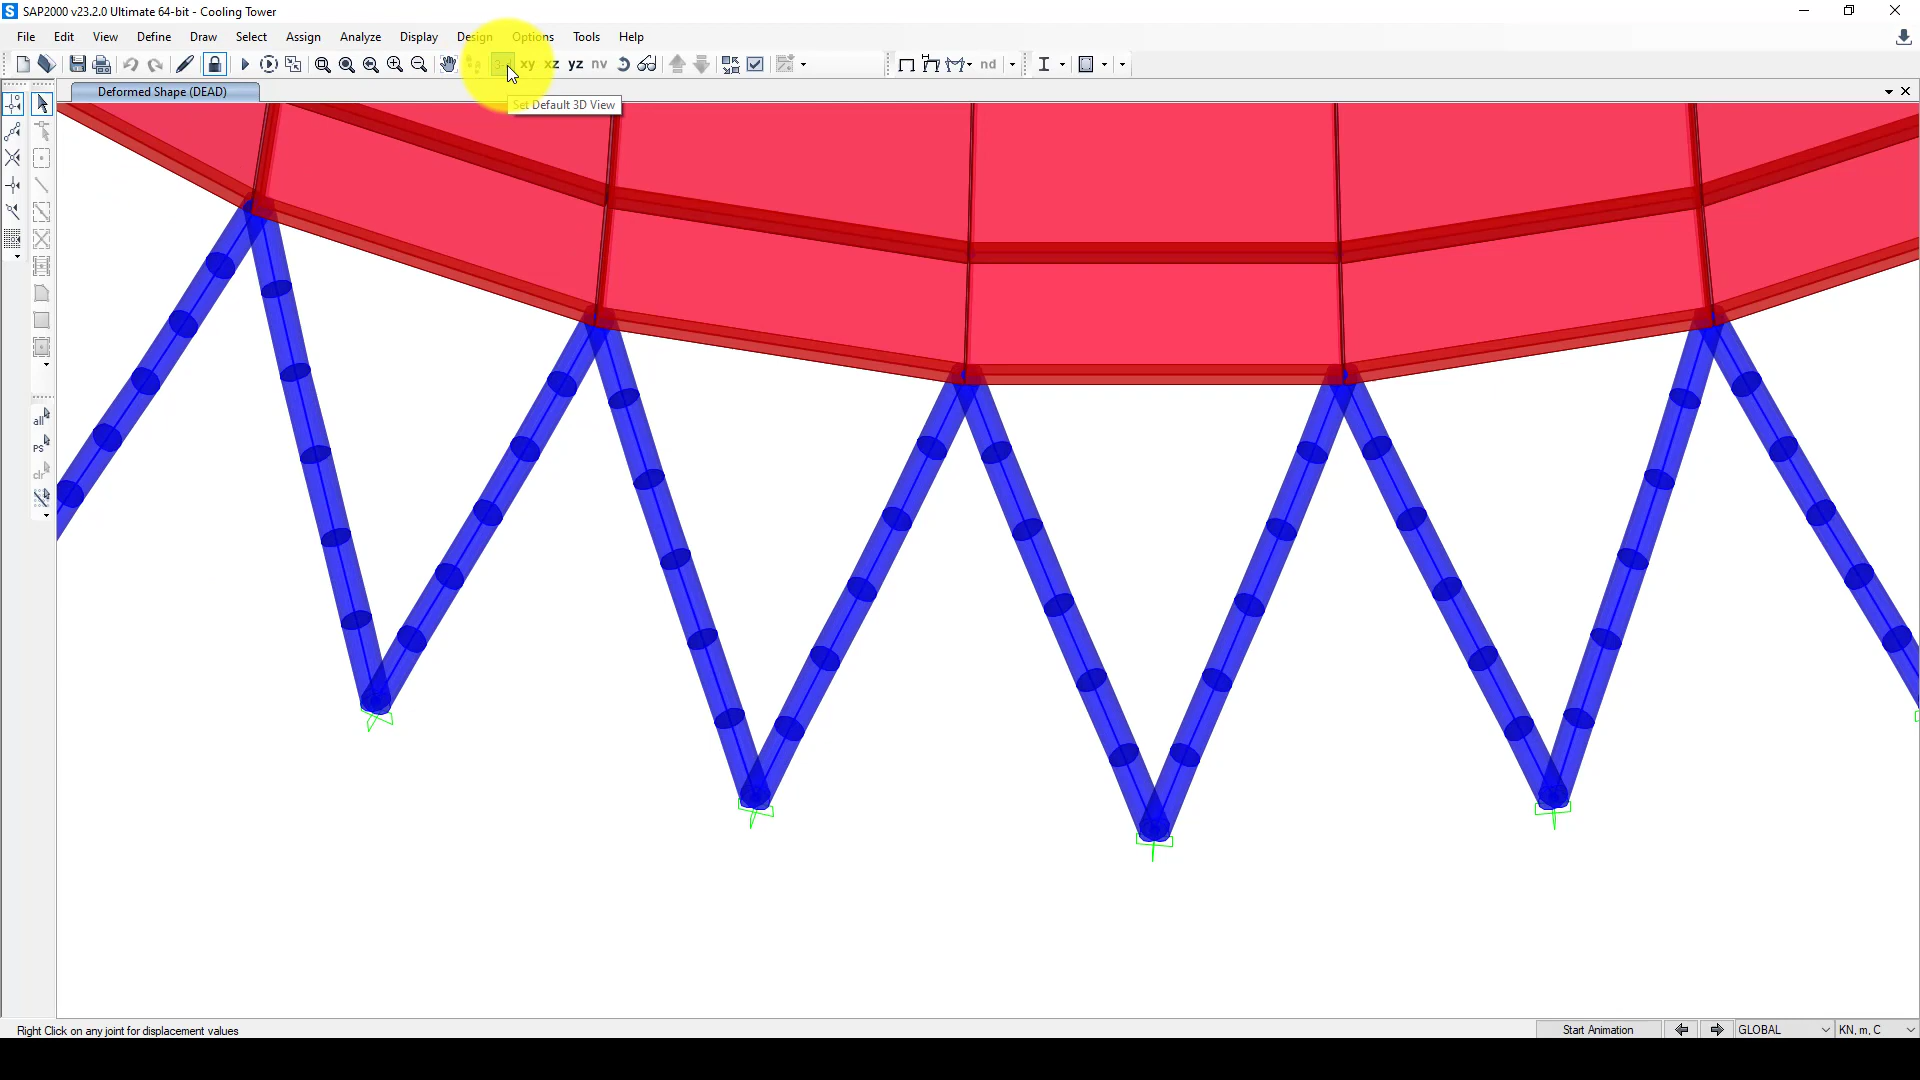 SAP2000 v23.2.0 Ultimate 64-bit - Cooling Tower
File Edit View Define Draw Select Assign Analyze Display Design Options Tools Help
xy xz yz nv nd
Set Default 3D View
Deformed Shape (DEAD)
all
PS
clr
Right Click on any joint for displacement values
Start Animation
GLOBAL
KN, m, C